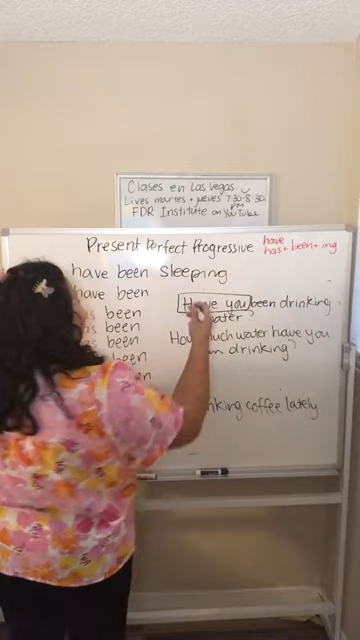 Clases en Las Vegas
Lives martes + jueves 7:30-8:30
PM
FDR Institute on YouTube
Present Perfect Progressive
have
has + been + ing
have been sleeping
have been
Have you been drinking
water?
been
been
been
How much water have you
drinking?
been
been
coffee lately